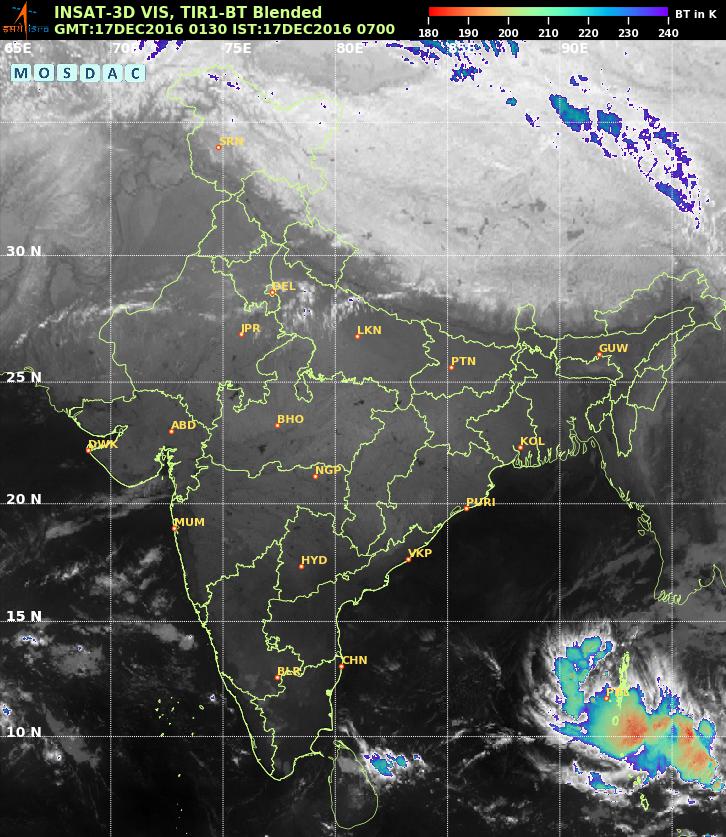 INSAT-3D VIS, TIR1-BT Blended
GMT:17DEC2016 0130 IST:17DEC2016 0700
BT in K
180 190 200 210 220 230 240
65E 70E 75E 80E 85E 90E
MOSDAC
SRN
30 N
DEL
JPR
LKN
GUW
PTN
25 N
BHO
ABD
KOL
DWK
NGP
20 N
PURI
MUM
VKP
HYD
15 N
CHN
BLR
PBL
10 N